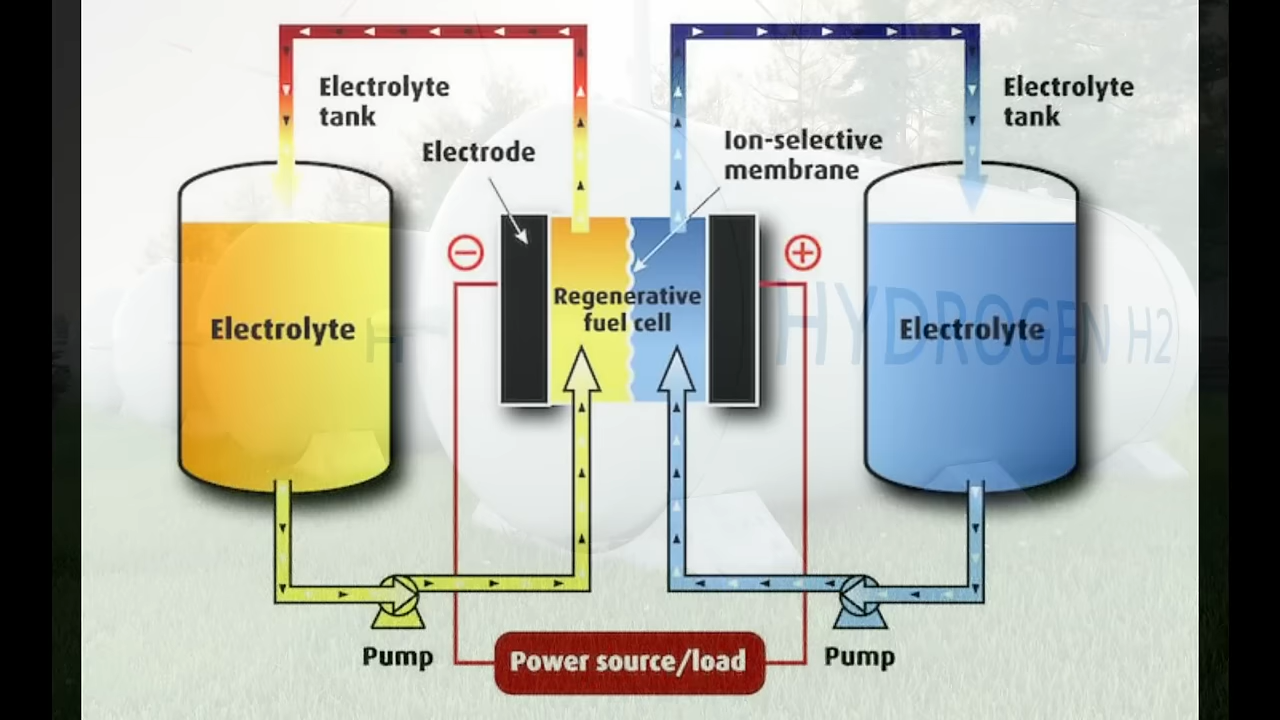 Electrolyte
tank
Electrolyte
tank
Electrode
Ion-selective
membrane
−
+
Regenerative
fuel cell
Electrolyte
Electrolyte
H
HYDROGEN H2
Pump
Power source/load
Pump